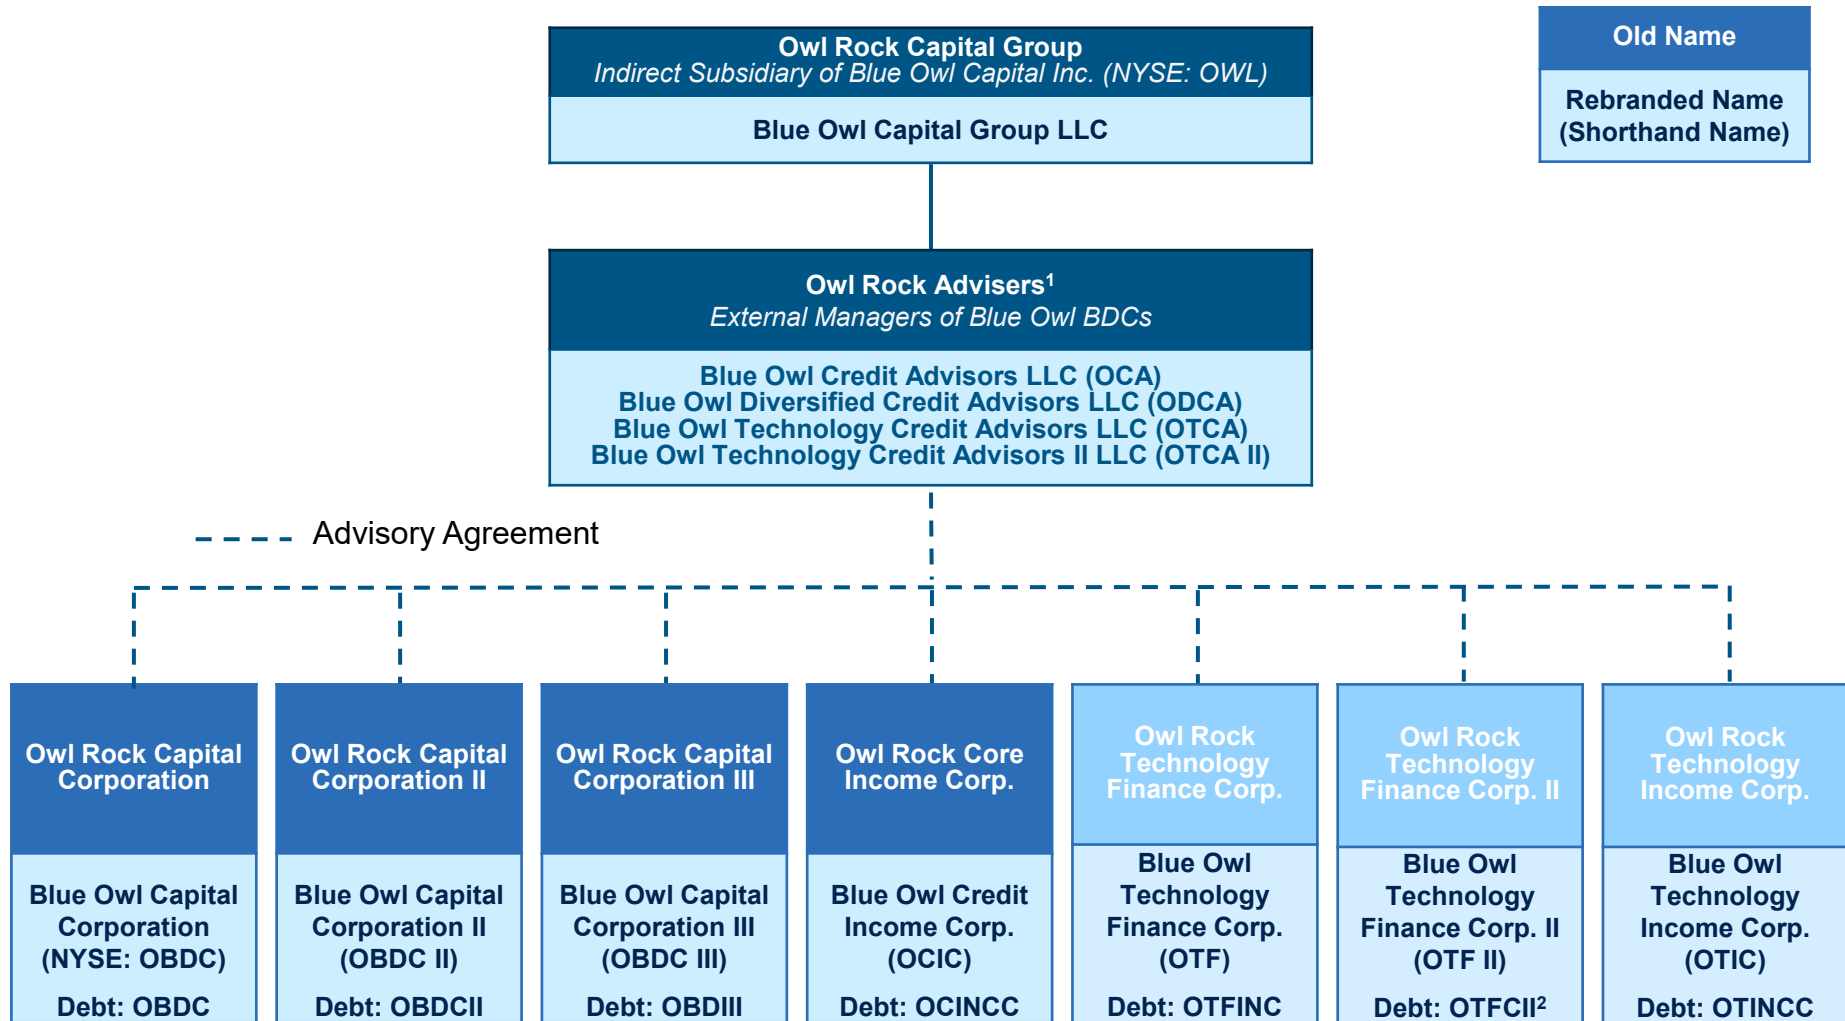 Owl Rock Capital Group
Indirect Subsidiary of Blue Owl Capital Inc. (NYSE: OWL)
Blue Owl Capital Group LLC
Old Name
Rebranded Name
(Shorthand Name)
Owl Rock Advisers¹
External Managers of Blue Owl BDCs
Blue Owl Credit Advisors LLC (OCA)
Blue Owl Diversified Credit Advisors LLC (ODCA)
Blue Owl Technology Credit Advisors LLC (OTCA)
Blue Owl Technology Credit Advisors II LLC (OTCA II)
Advisory Agreement
Owl Rock Capital
Corporation
Blue Owl Capital
Corporation
(NYSE: OBDC)
Debt: OBDC
Owl Rock Capital
Corporation II
Blue Owl Capital
Corporation II
(OBDC II)
Debt: OBDCII
Owl Rock Capital
Corporation III
Blue Owl Capital
Corporation III
(OBDC III)
Debt: OBDIII
Owl Rock Core
Income Corp.
Blue Owl Credit
Income Corp.
(OCIC)
Debt: OCINCC
Owl Rock
Technology
Finance Corp.
Blue Owl
Technology
Finance Corp.
(OTF)
Debt: OTFINC
Owl Rock
Technology
Finance Corp. II
Blue Owl
Technology
Finance Corp. II
(OTF II)
Debt: OTFCII²
Owl Rock
Technology
Income Corp.
Blue Owl
Technology
Income Corp.
(OTIC)
Debt: OTINCC